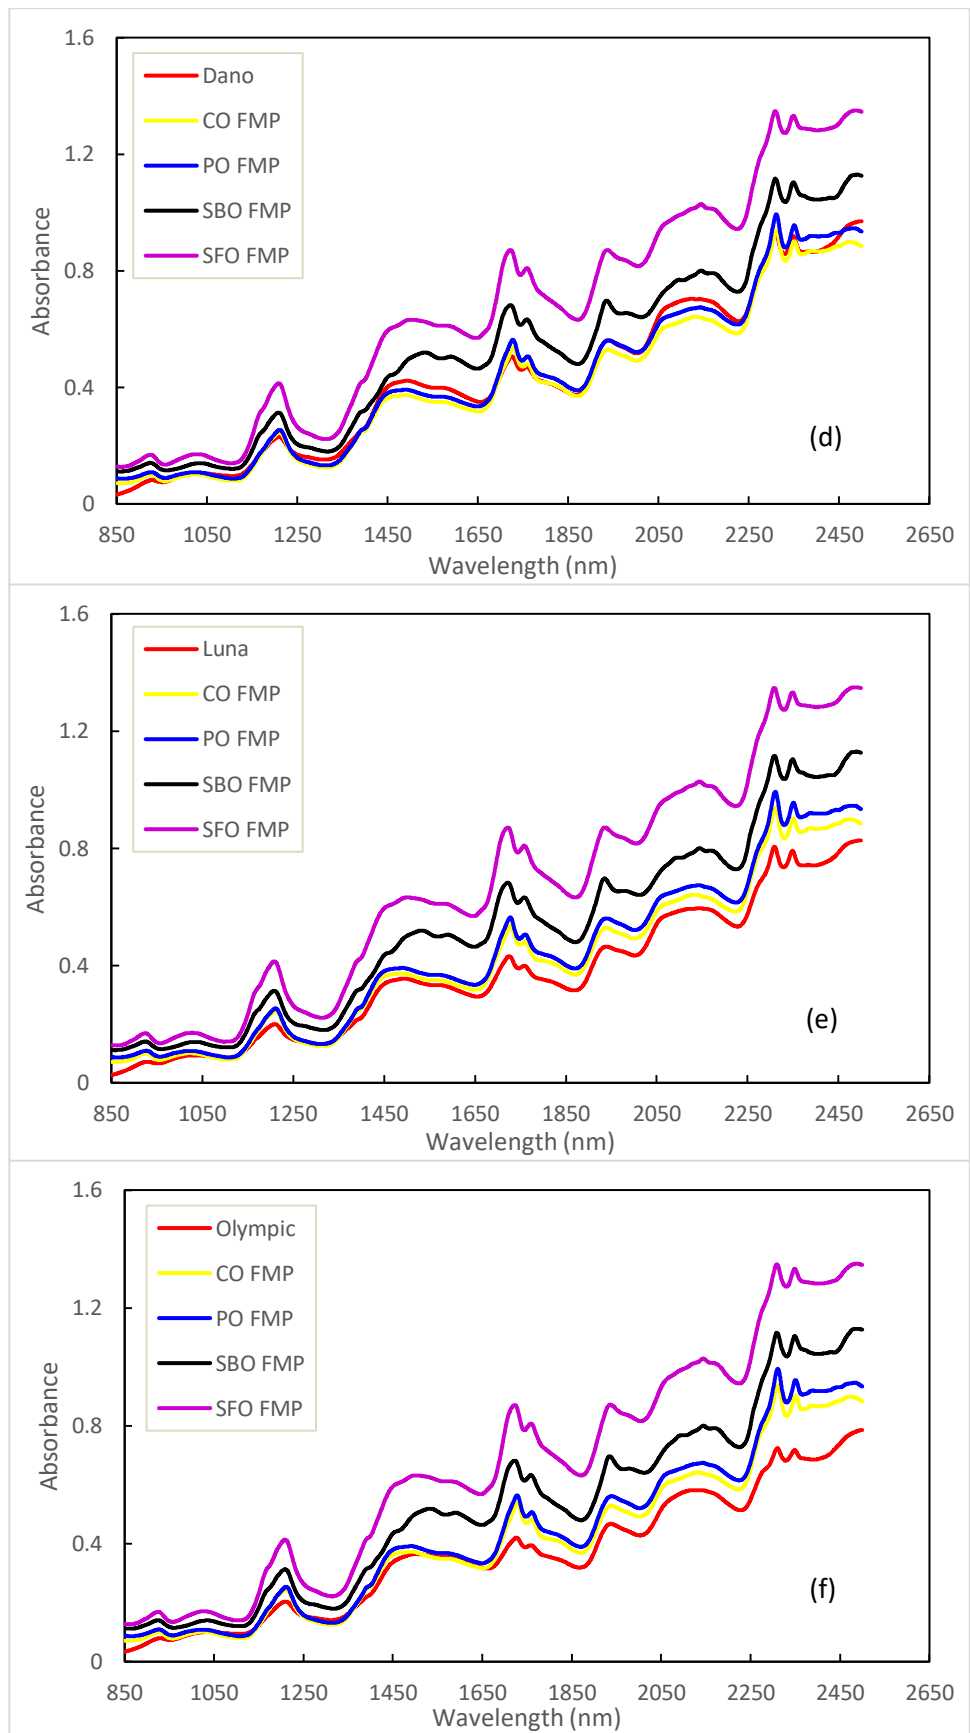 1.6
1.2
0.8
0.4
0
Absorbance
Dano
CO FMP
PO FMP
SBO FMP
SFO FMP
(d)
850 1050 1250 1450 1650 1850 2050 2250 2450 2650
Wavelength (nm)
1.6
1.2
0.8
0.4
0
Absorbance
Luna
CO FMP
PO FMP
SBO FMP
SFO FMP
(e)
850 1050 1250 1450 1650 1850 2050 2250 2450 2650
Wavelength (nm)
1.6
1.2
0.8
0.4
0
Absorbance
Olympic
CO FMP
PO FMP
SBO FMP
SFO FMP
(f)
850 1050 1250 1450 1650 1850 2050 2250 2450 2650
Wavelength (nm)